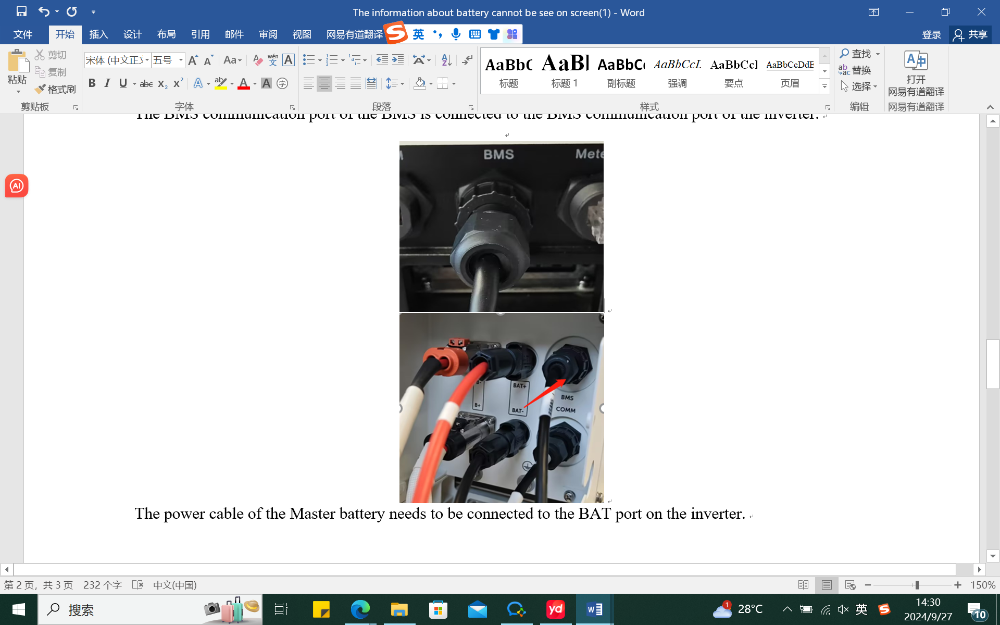 The information about battery cannot be see on screen(1) - Word
文件 开始 插入 设计 布局 引用 邮件 审阅 视图 网易有道翻译 英 登录 共享
粘贴 剪切 复制 格式刷 剪贴板
宋体 (中文正文 五号 Aa wén 文 A
B I U abc X₂ X² A ab A A 字
字体
段落
AaBbC AaBl AaBbC AaBbCcL AaBbCcl AaBbCcDdE
标题 标题 1 副标题 强调 要点 页眉
样式
查找
替换
选择
编辑
打开
网易有道翻译
网易有道翻译
AI
The BMS communication port of the BMS is connected to the BMS communication port of the inverter.
BMS Mete
B- BAT+
B+ BAT-
BMS
COMM
The power cable of the Master battery needs to be connected to the BAT port on the inverter.
第 2 页，共 3 页 232 个字 中文(中国) 150%
搜索 yd W 1 28°C 英 14:30
2024/9/27 10